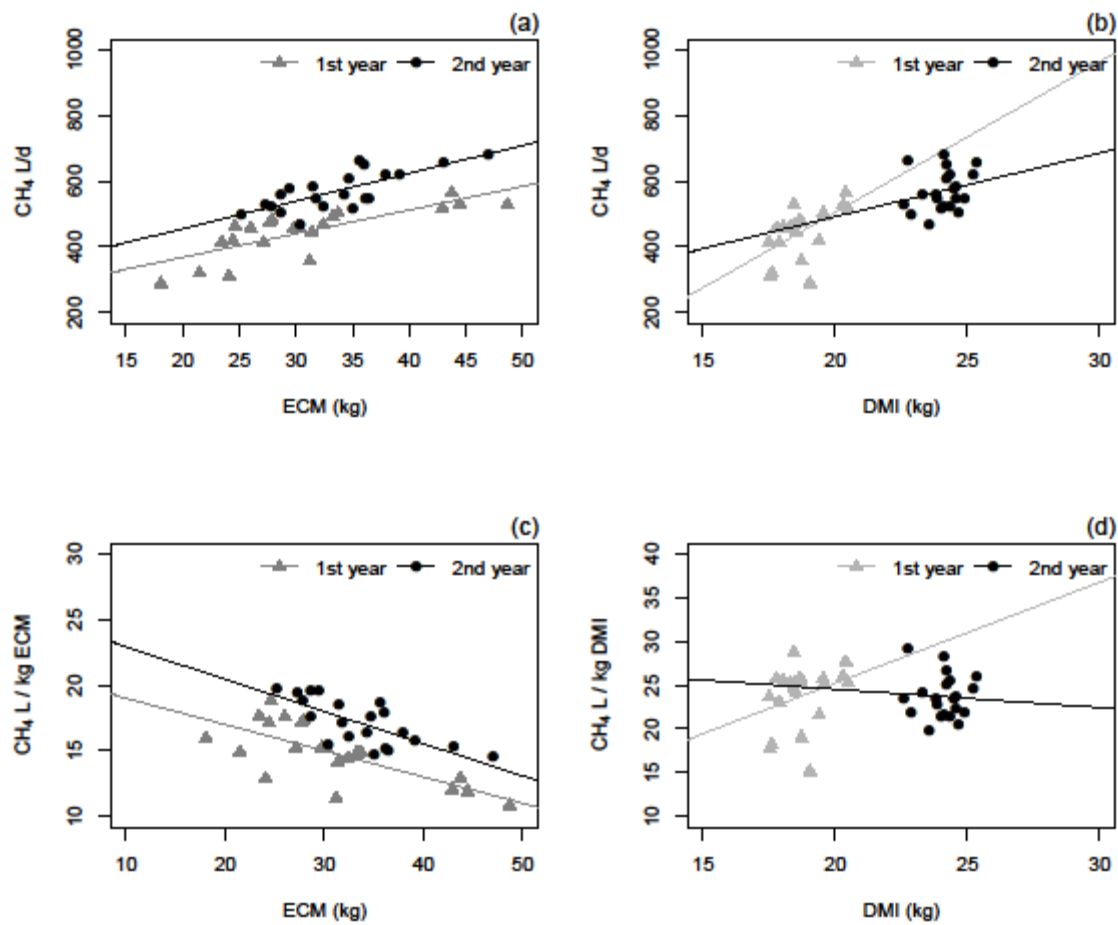 (a)
1st year 2nd year
1000
800
600
400
200
CH₄ L/d
15 20 25 30 35 40 45 50
ECM (kg)
(b)
1st year 2nd year
1000
800
600
400
200
CH₄ L/d
15 20 25 30
DMI (kg)
(c)
1st year 2nd year
30
25
20
15
10
CH₄ L / kg ECM
10 20 30 40 50
ECM (kg)
(d)
1st year 2nd year
40
35
30
25
20
15
10
CH₄ L / kg DMI
15 20 25 30
DMI (kg)